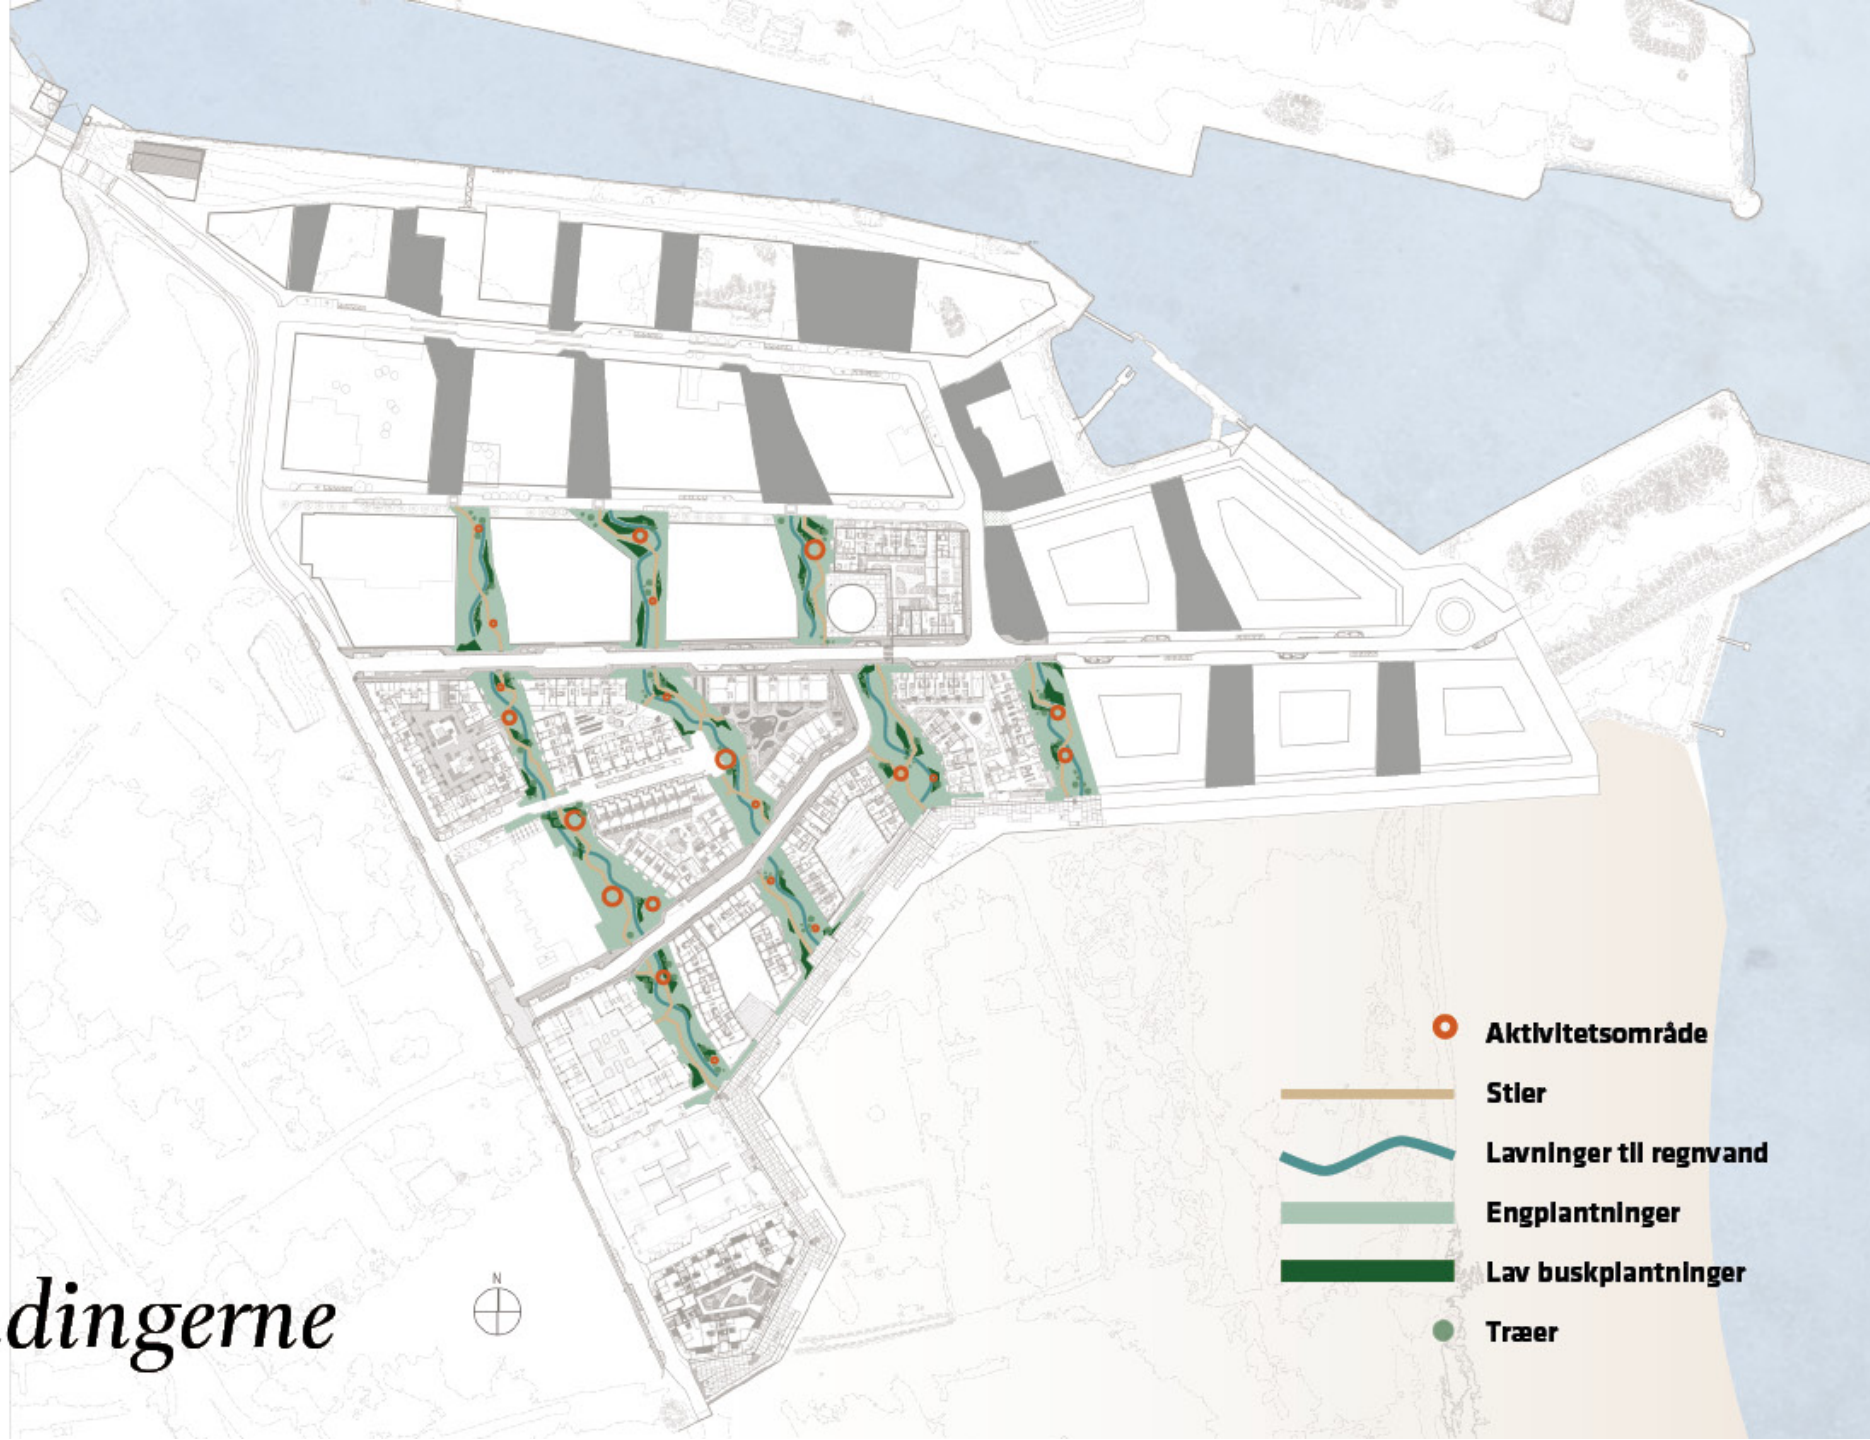 Aktivitetsområde
Stier
Lavninger til regnvand
Engplantninger
Lav buskplantninger
Træer
N
dingerne